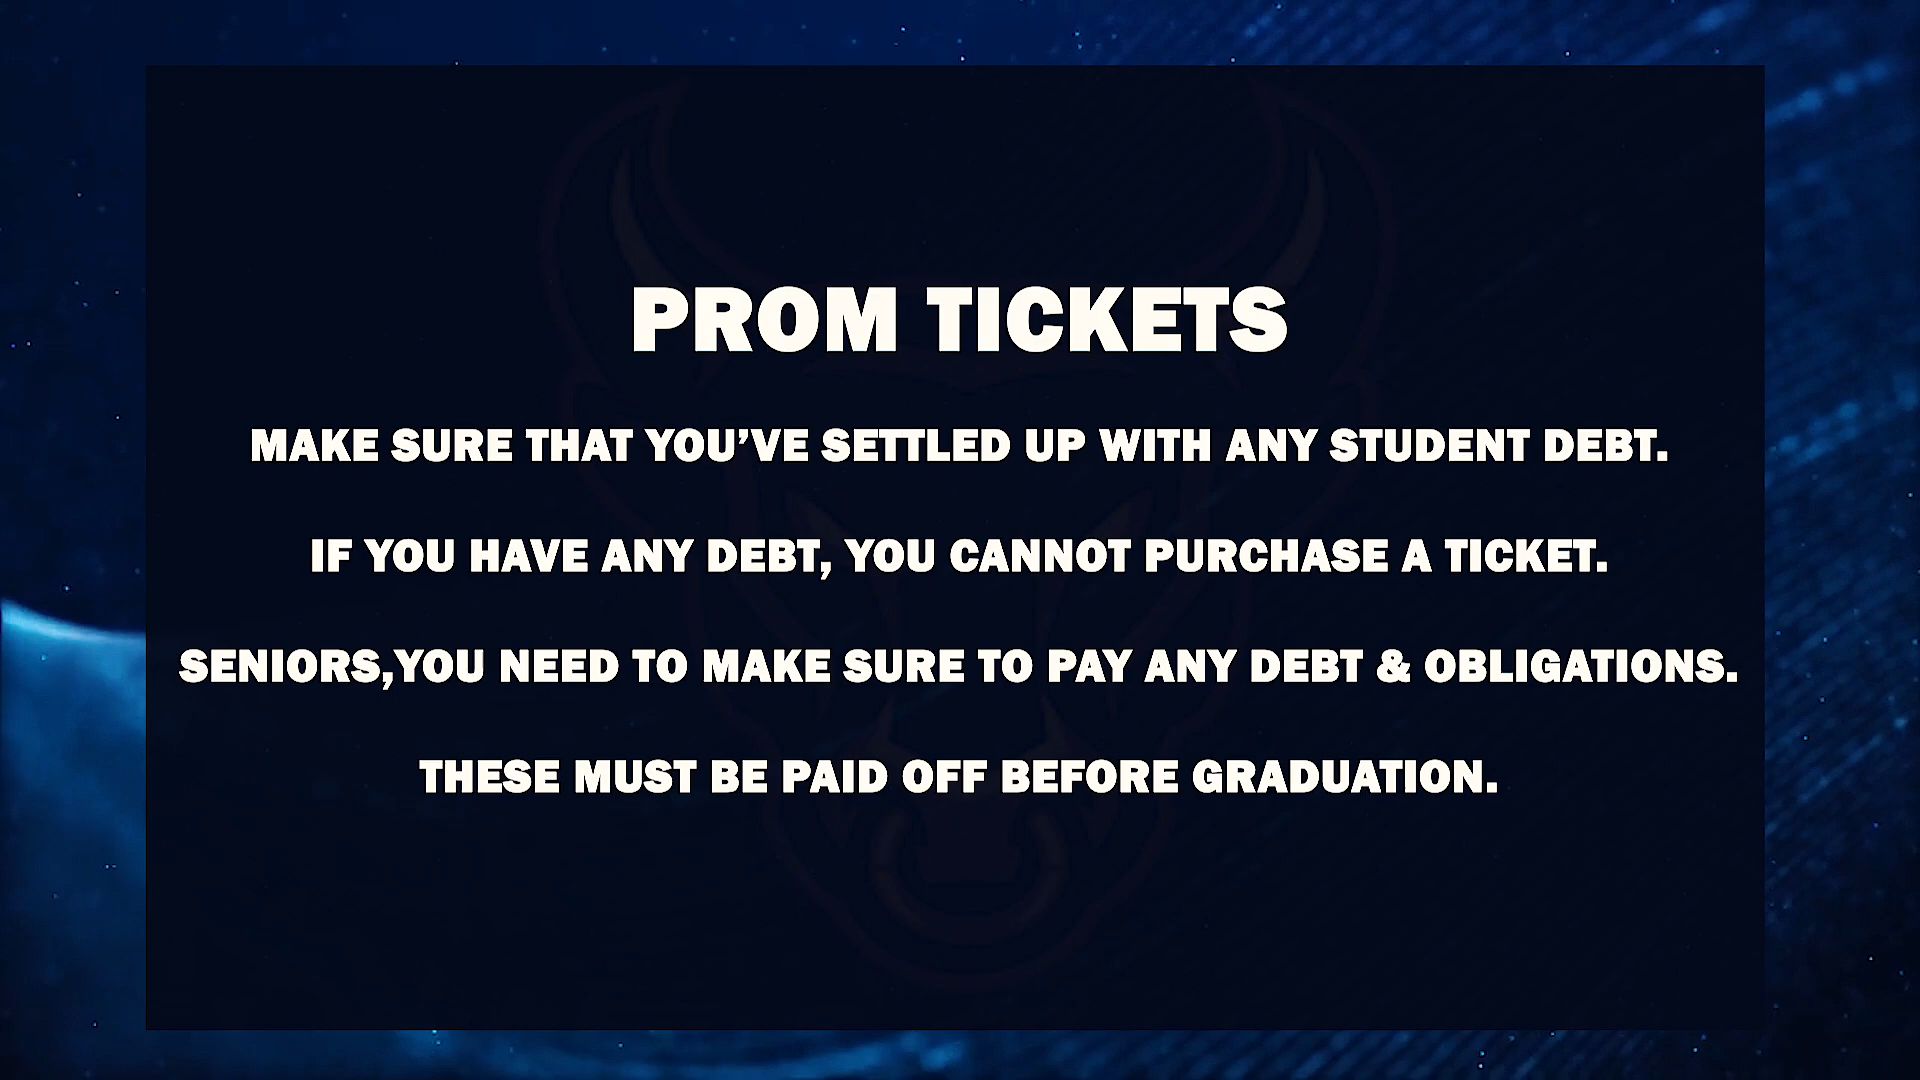 PROM TICKETS
MAKE SURE THAT YOU’VE SETTLED UP WITH ANY STUDENT DEBT.
IF YOU HAVE ANY DEBT, YOU CANNOT PURCHASE A TICKET.
SENIORS,YOU NEED TO MAKE SURE TO PAY ANY DEBT & OBLIGATIONS.
THESE MUST BE PAID OFF BEFORE GRADUATION.